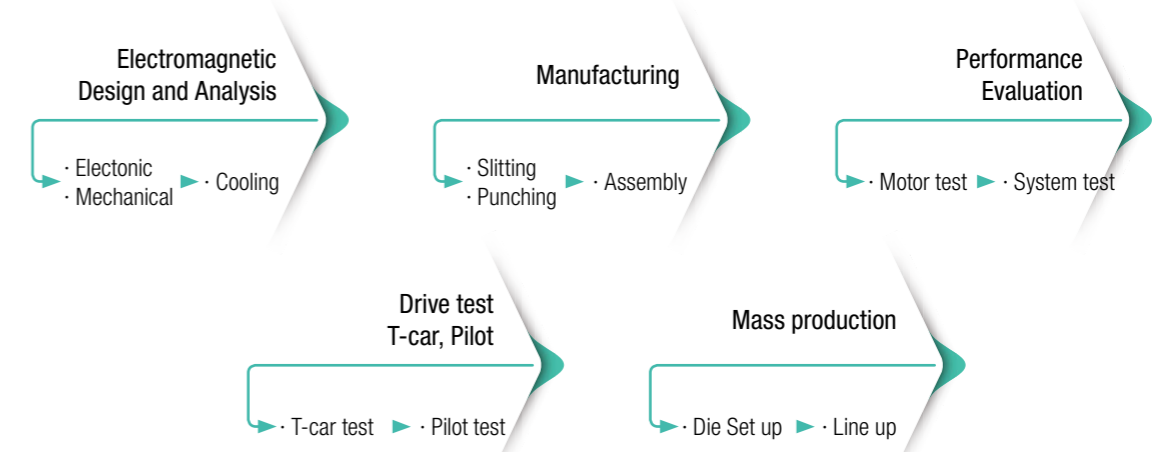 Electromagnetic
Design and Analysis
· Electonic
· Mechanical
· Cooling
Manufacturing
· Slitting
· Punching
· Assembly
Performance
Evaluation
· Motor test
· System test
Drive test
T-car, Pilot
· T-car test
· Pilot test
Mass production
· Die Set up
· Line up